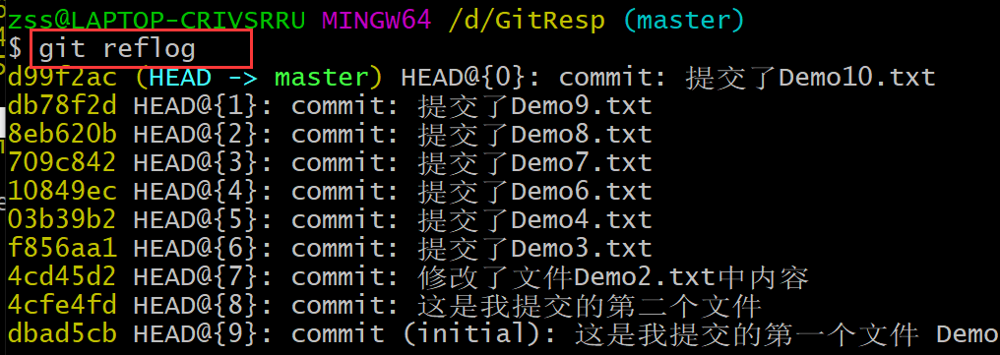 zss@LAPTOP-CRIVSRRU MINGW64 /d/GitResp (master)
$ git reflog
d99f2ac (HEAD -> master) HEAD@{0}: commit: 提交了Demo10.txt
db78f2d HEAD@{1}: commit: 提交了Demo9.txt
8eb620b HEAD@{2}: commit: 提交了Demo8.txt
709c842 HEAD@{3}: commit: 提交了Demo7.txt
10849ec HEAD@{4}: commit: 提交了Demo6.txt
03b39b2 HEAD@{5}: commit: 提交了Demo4.txt
f856aa1 HEAD@{6}: commit: 提交了Demo3.txt
4cd45d2 HEAD@{7}: commit: 修改了文件Demo2.txt中内容
4cfe4fd HEAD@{8}: commit: 这是我提交的第二个文件
dbad5cb HEAD@{9}: commit (initial): 这是我提交的第一个文件 Demo